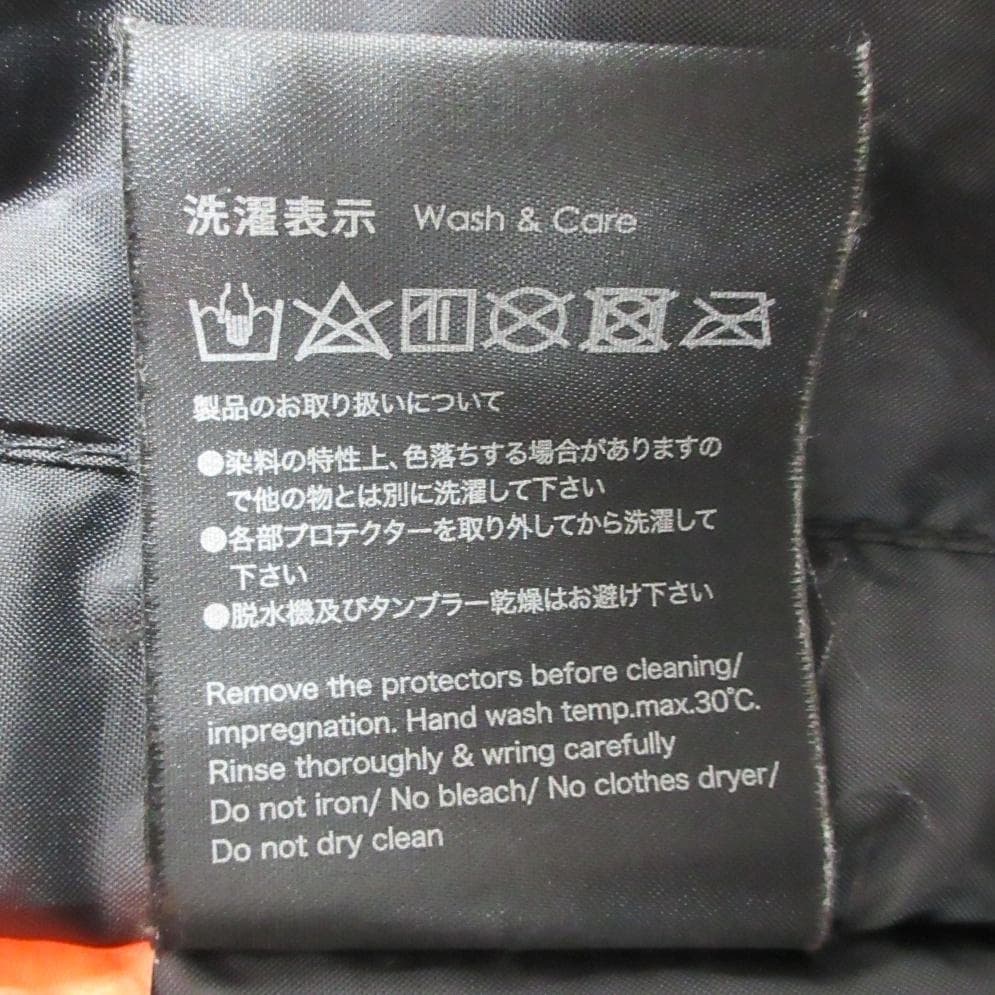 洗濯表示 Wash & Care
製品のお取り扱いについて
●染料の特性上、色落ちする場合がありますの
で他の物とは別に洗濯して下さい
●各部プロテクターを取り外してから洗濯して
下さい
●脱水機及びタンブラー乾燥はお避け下さい
Remove the protectors before cleaning/
impregnation. Hand wash temp.max.30℃.
Rinse thoroughly & wring carefully
Do not iron/ No bleach/ No clothes dryer/
Do not dry clean